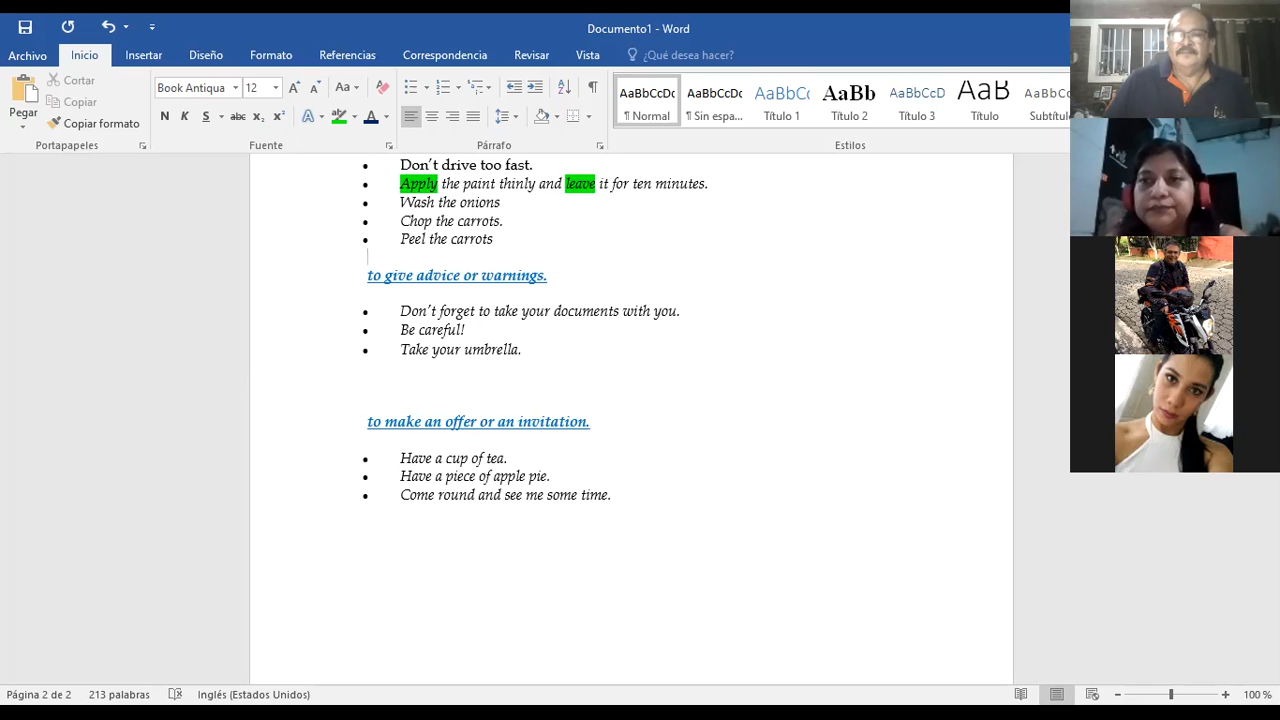 Documento1 - Word
Archivo Inicio Insertar Diseño Formato Referencias Correspondencia Revisar Vista ¿Qué desea hacer?
Pegar
Cortar
Copiar
Copiar formato
Portapapeles
Book Antiqua 12 Aa
N K S abc x₂ x² A A
Fuente
Párrafo
AaBbCcDc AaBbCcDc AaBbCc AaBb AaBbCcD AaB AaBbCcD
¶ Normal ¶ Sin espa... Título 1 Título 2 Título 3 Título Subtítul
Estilos
• Don't drive too fast.
• Apply the paint thinly and leave it for ten minutes.
• Wash the onions
• Chop the carrots.
• Peel the carrots
to give advice or warnings.
• Don't forget to take your documents with you.
• Be careful!
• Take your umbrella.
to make an offer or an invitation.
• Have a cup of tea.
• Have a piece of apple pie.
• Come round and see me some time.
Página 2 de 2 213 palabras Inglés (Estados Unidos) 100 %